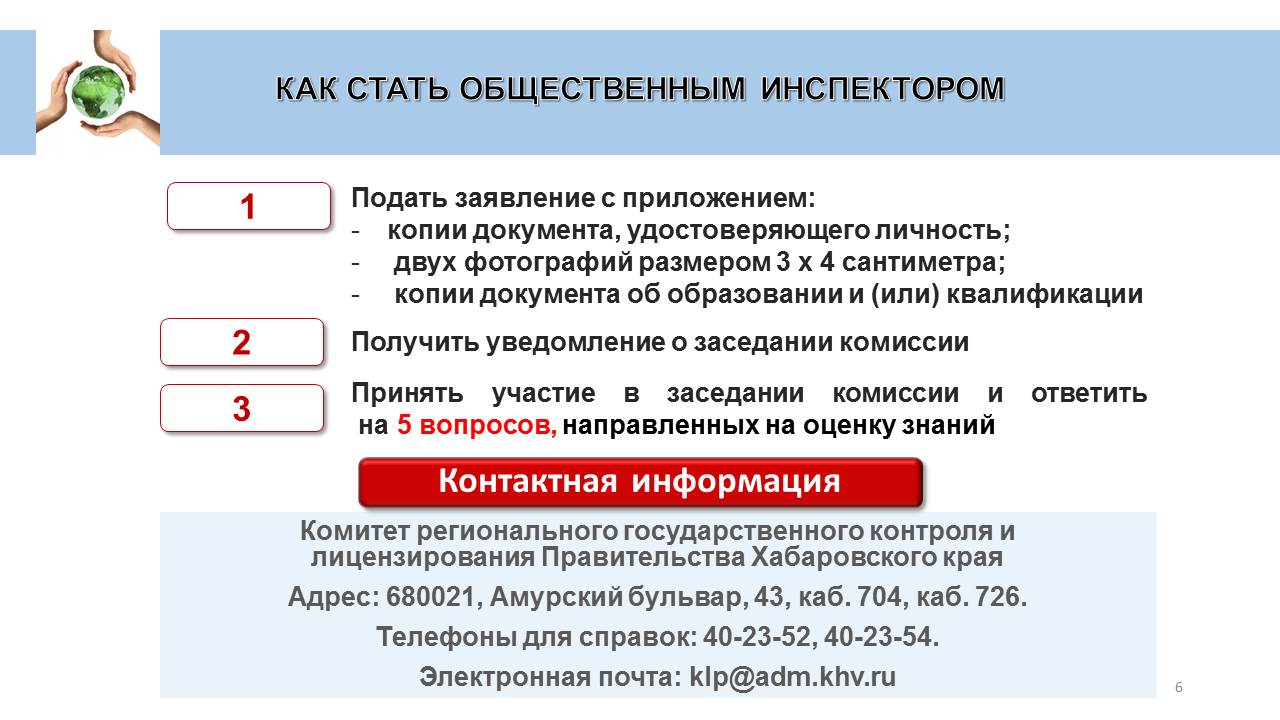 КАК СТАТЬ ОБЩЕСТВЕННЫМ ИНСПЕКТОРОМ
1
Подать заявление с приложением:
- копии документа, удостоверяющего личность;
- двух фотографий размером 3 х 4 сантиметра;
- копии документа об образовании и (или) квалификации
2
Получить уведомление о заседании комиссии
3
Принять участие в заседании комиссии и ответить
на 5 вопросов, направленных на оценку знаний
Контактная информация
Комитет регионального государственного контроля и
лицензирования Правительства Хабаровского края
Адрес: 680021, Амурский бульвар, 43, каб. 704, каб. 726.
Телефоны для справок: 40-23-52, 40-23-54.
Электронная почта: klp@adm.khv.ru
6